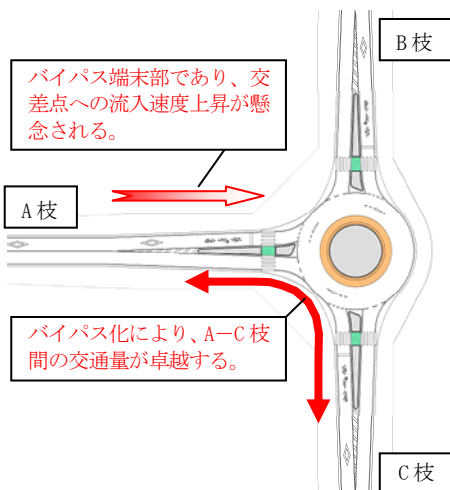 B枝
バイパス端末部であり、交
差点への流入速度上昇が懸
念される。
A枝
バイパス化により、A－C枝
間の交通量が卓越する。
C枝